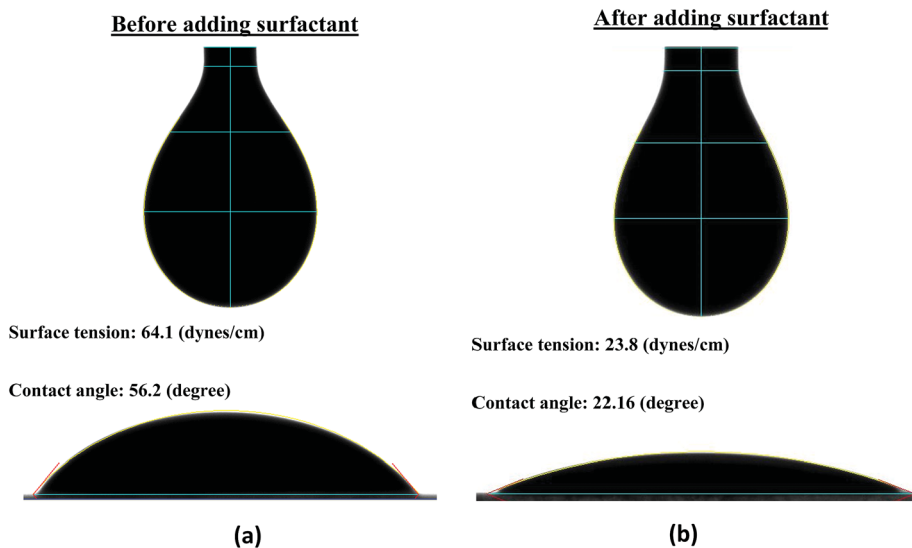 Before adding surfactant
After adding surfactant
Surface tension: 64.1 (dynes/cm)
Surface tension: 23.8 (dynes/cm)
Contact angle: 56.2 (degree)
Contact angle: 22.16 (degree)
(a)
(b)